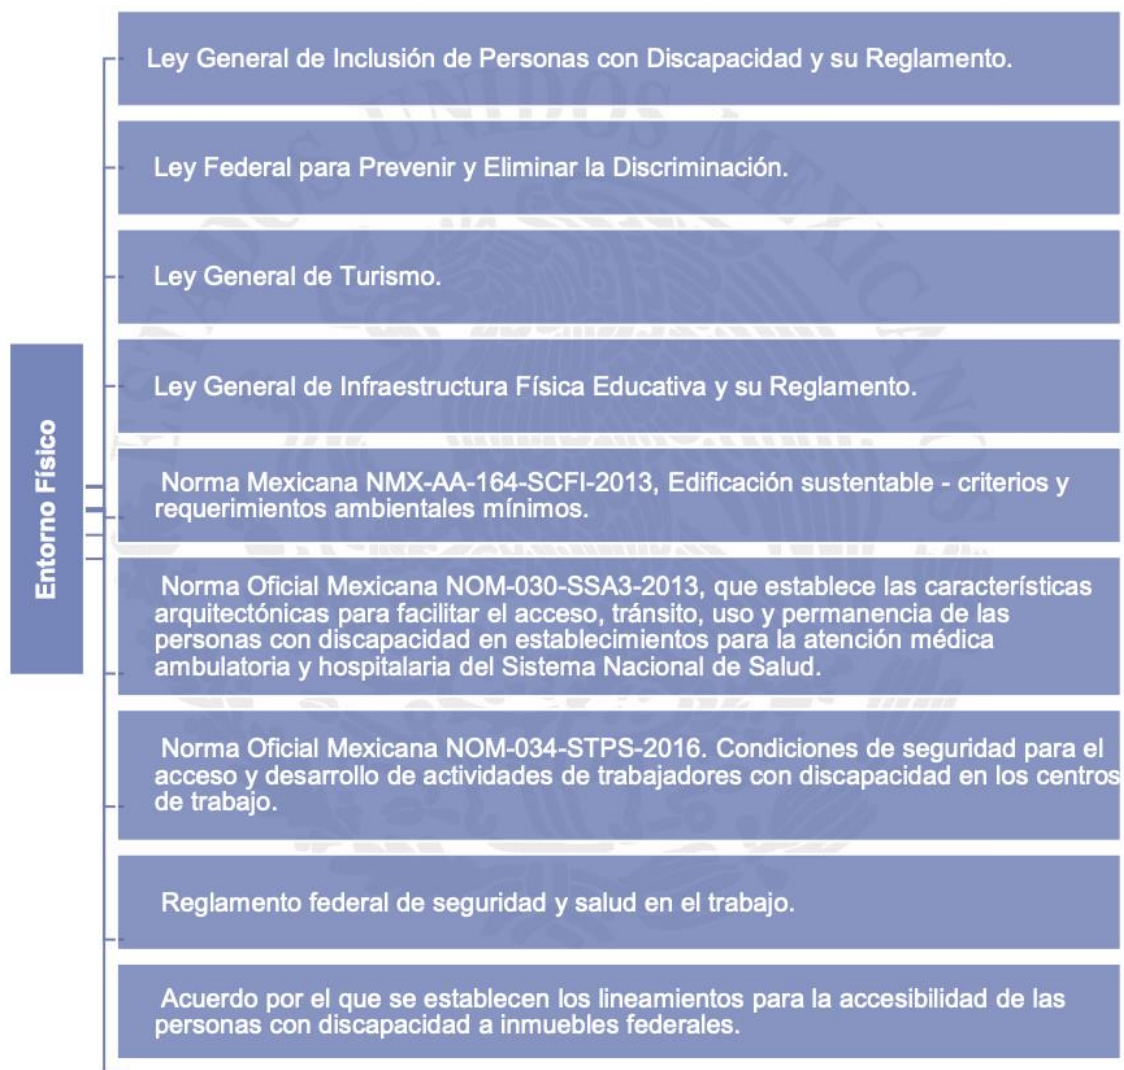 Ley General de Inclusión de Personas con Discapacidad y su Reglamento.
Ley Federal para Prevenir y Eliminar la Discriminación.
Ley General de Turismo.
Ley General de Infraestructura Física Educativa y su Reglamento.
Entorno Físico
Norma Mexicana NMX-AA-164-SCFI-2013, Edificación sustentable - criterios y
requerimientos ambientales mínimos.
Norma Oficial Mexicana NOM-030-SSA3-2013, que establece las características
arquitectónicas para facilitar el acceso, tránsito, uso y permanencia de las
personas con discapacidad en establecimientos para la atención médica
ambulatoria y hospitalaria del Sistema Nacional de Salud.
Norma Oficial Mexicana NOM-034-STPS-2016. Condiciones de seguridad para el
acceso y desarrollo de actividades de trabajadores con discapacidad en los centros
de trabajo.
Reglamento federal de seguridad y salud en el trabajo.
Acuerdo por el que se establecen los lineamientos para la accesibilidad de las
personas con discapacidad a inmuebles federales.
ESTADOS UNIDOS MEXICANOS